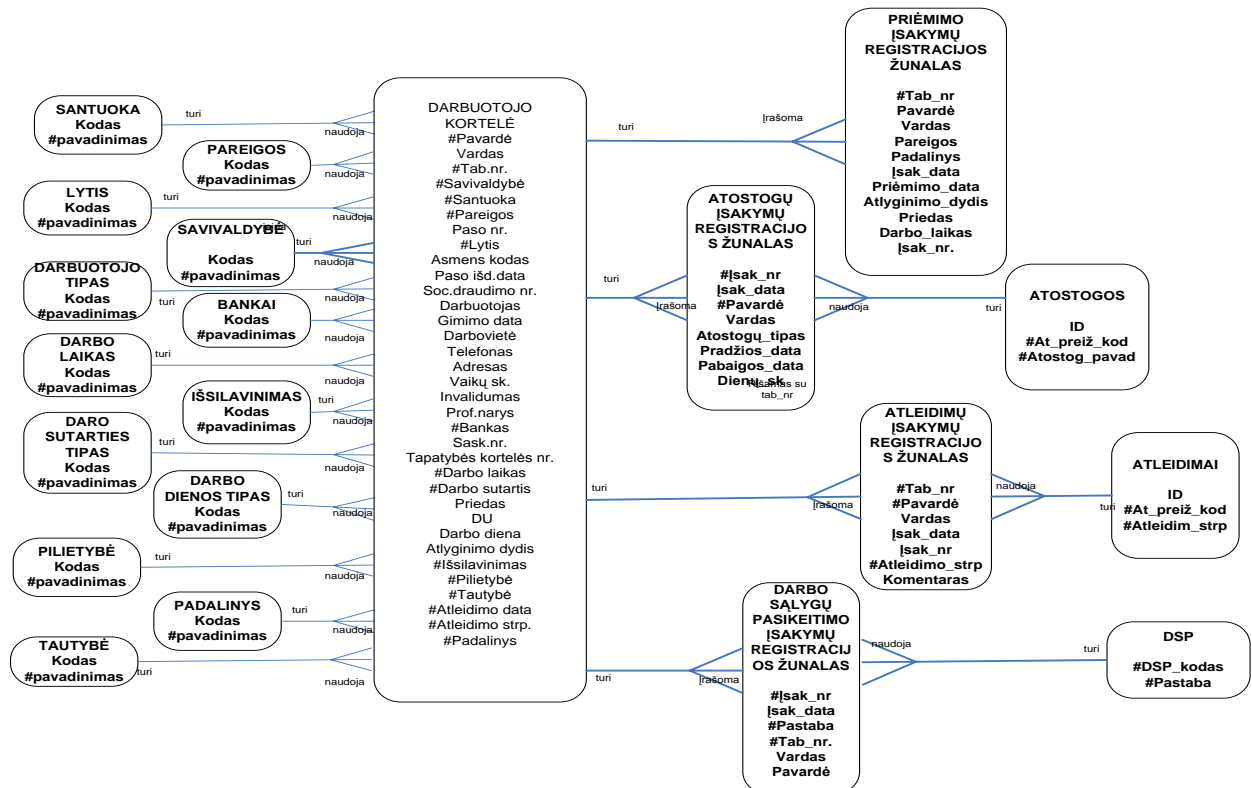 SANTUOKA
Kodas
#pavadinimas
turi
naudoja
PAREIGOS
Kodas
#pavadinimas
turi
naudoja
LYTIS
Kodas
#pavadinimas
turi
naudoja
SAVIVALDYBĖ
Kodas
#pavadinimas
turi
naudoja
DARBUOTOJO
TIPAS
Kodas
#pavadinimas
turi
naudoja
BANKAI
Kodas
#pavadinimas
turi
naudoja
DARBO
LAIKAS
Kodas
#pavadinimas
turi
naudoja
IŠSILAVINIMAS
Kodas
#pavadinimas
turi
naudoja
DARO
SUTARTIES
TIPAS
Kodas
#pavadinimas
turi
naudoja
DARBO
DIENOS TIPAS
Kodas
#pavadinimas
turi
naudoja
PILIETYBĖ
Kodas
#pavadinimas
turi
naudoja
PADALINYS
Kodas
#pavadinimas
turi
naudoja
TAUTYBĖ
Kodas
#pavadinimas
turi
naudoja
DARBUOTOJO
KORTELĖ
#Pavardė
Vardas
#Tab.nr.
#Savivaldybė
#Santuoka
#Pareigos
Paso nr.
#Lytis
Asmens kodas
Paso išd.data
Soc.draudimo nr.
Darbuotojas
Gimimo data
Darbovietė
Telefonas
Adresas
Vaikų sk.
Invalidumas
Prof.narys
#Bankas
Sask.nr.
Tapatybės kortelės nr.
#Darbo laikas
#Darbo sutartis
Priedas
DU
Darbo diena
Atlyginimo dydis
#Išsilavinimas
#Pilietybė
#Tautybė
#Atleidimo data
#Atleidimo strp.
#Padalinys
turi
Įrašoma
PRIĖMIMO
ĮSAKYMŲ
REGISTRACIJOS
ŽUNALAS
#Tab_nr
Pavardė
Vardas
Pareigos
Padalinys
Įsak_data
Priėmimo_data
Atlyginimo_dydis
Priedas
Darbo_laikas
Įsak_nr.
turi
Įrašoma
ATOSTOGŲ
ĮSAKYMŲ
REGISTRACIJO
S ŽUNALAS
#Įsak_nr
Įsak_data
#Pavardė
Vardas
Atostogų_tipas
Pradžios_data
Pabaigos_data
Dienų_sk
Rišamas su
tab_nr
naudoja
turi
ATOSTOGOS
ID
#At_preiž_kod
#Atostog_pavad
turi
Įrašoma
ATLEIDIMŲ
ĮSAKYMŲ
REGISTRACIJO
S ŽUNALAS
#Tab_nr
#Pavardė
Vardas
Įsak_data
Įsak_nr
#Atleidimo_strp
Komentaras
naudoja
turi
ATLEIDIMAI
ID
#At_preiž_kod
#Atleidim_strp
turi
Įrašoma
DARBO
SĄLYGŲ
PASIKEITIMO
ĮSAKYMŲ
REGISTRACIJ
OS ŽUNALAS
#Įsak_nr
Įsak_data
#Pastaba
#Tab_nr.
Vardas
Pavardė
naudoja
turi
DSP
#DSP_kodas
#Pastaba